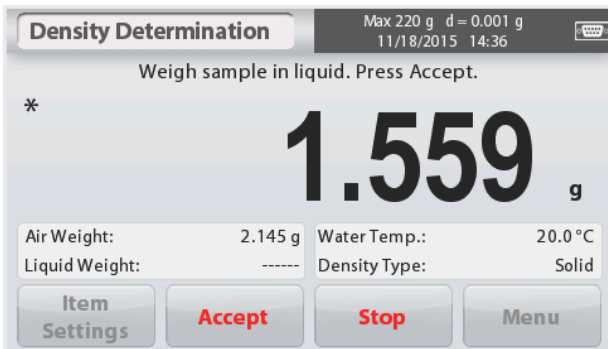 Density Determination
Max 220 g d = 0.001 g
11/18/2015 14:36
Weigh sample in liquid. Press Accept.
*
1.559 g
Air Weight: 2.145 g Water Temp.: 20.0 °C
Liquid Weight: ------ Density Type: Solid
Item Settings Accept Stop Menu